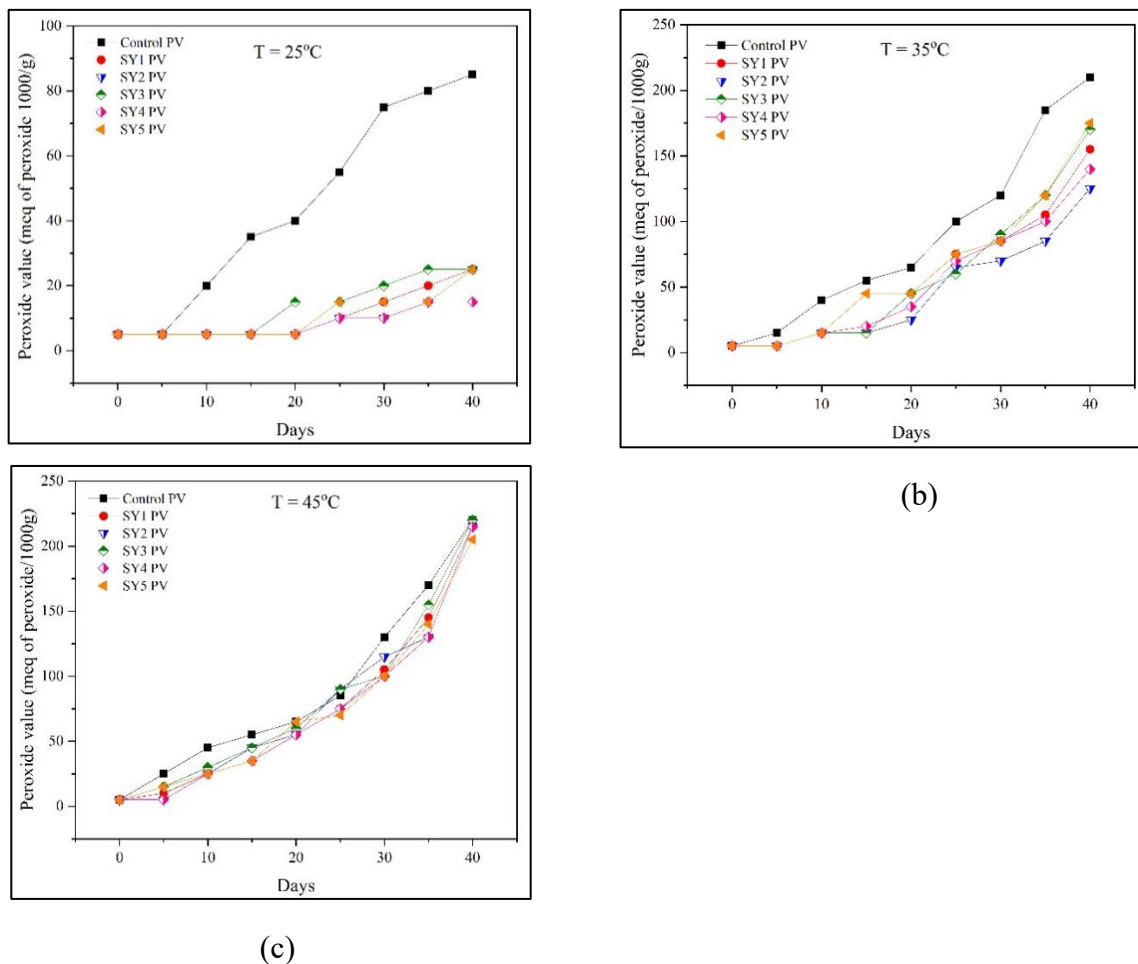 100
80
60
40
20
0
Peroxide value (meq of peroxide 1000/g)
T = 25°C
Control PV
SY1 PV
SY2 PV
SY3 PV
SY4 PV
SY5 PV
0 10 20 30 40
Days
250
200
150
100
50
0
Peroxide value (meq of peroxide/1000g)
T = 35°C
Control PV
SY1 PV
SY2 PV
SY3 PV
SY4 PV
SY5 PV
0 10 20 30 40
Days
(b)
250
200
150
100
50
0
Peroxide value (meq of peroxide/1000g)
T = 45°C
Control PV
SY1 PV
SY2 PV
SY3 PV
SY4 PV
SY5 PV
0 10 20 30 40
Days
(c)